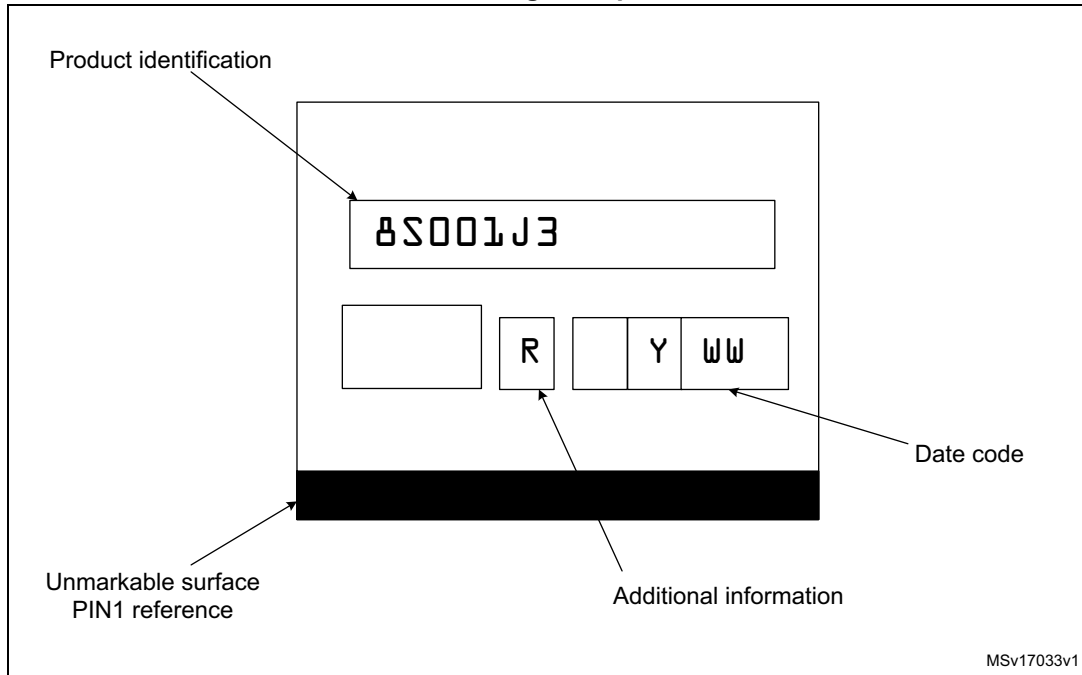 Product identification
8S001J3
R Y WW
Date code
Unmarkable surface
PIN1 reference
Additional information
MSv17033v1